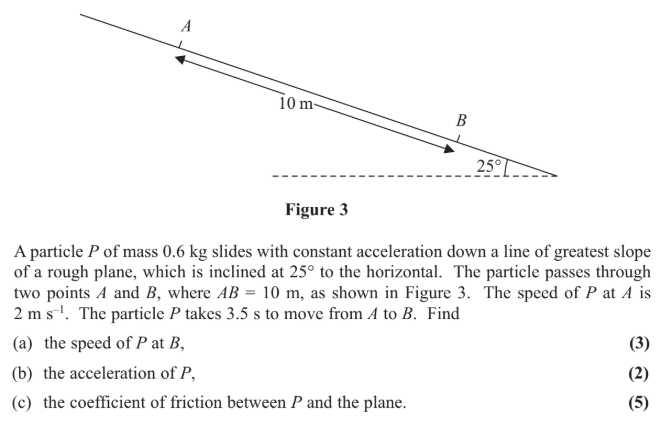 A
10 m
B
25°
Figure 3
A particle P of mass 0.6 kg slides with constant acceleration down a line of greatest slope
of a rough plane, which is inclined at 25° to the horizontal. The particle passes through
two points A and B, where AB = 10 m, as shown in Figure 3. The speed of P at A is
2 m s⁻¹. The particle P takes 3.5 s to move from A to B. Find
(a) the speed of P at B, (3)
(b) the acceleration of P, (2)
(c) the coefficient of friction between P and the plane. (5)